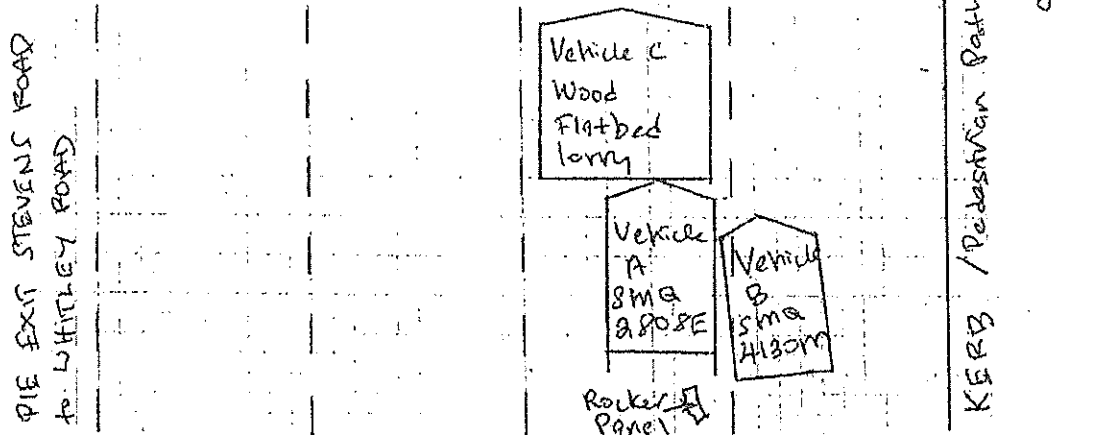 PIE EXIT STEVENS ROAD
to WHITLEY ROAD
Vehicle C
Wood
Flatbed
lorry
Vehicle
A
SMQ
2808E
Vehicle
B
SMQ
4130M
Rocker
Panel
KERB / Pedestrian Path